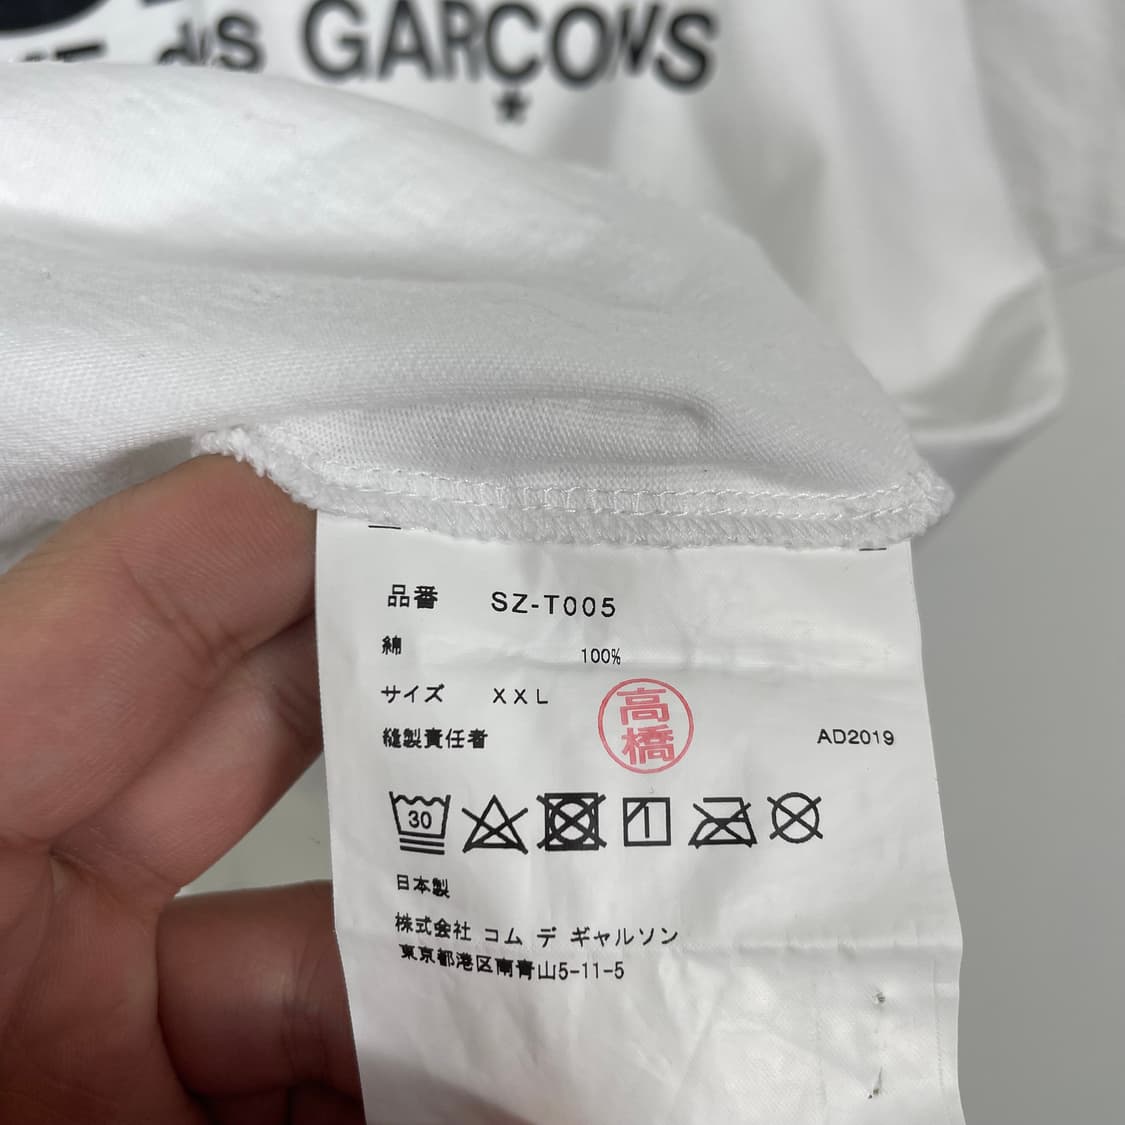 des GARÇONS
*
品番 SZ-T005
綿 100%
サイズ XXL
高橋
縫製責任者 AD2019
30
日本製
株式会社 コム デ ギャルソン
東京都港区南青山5-11-5